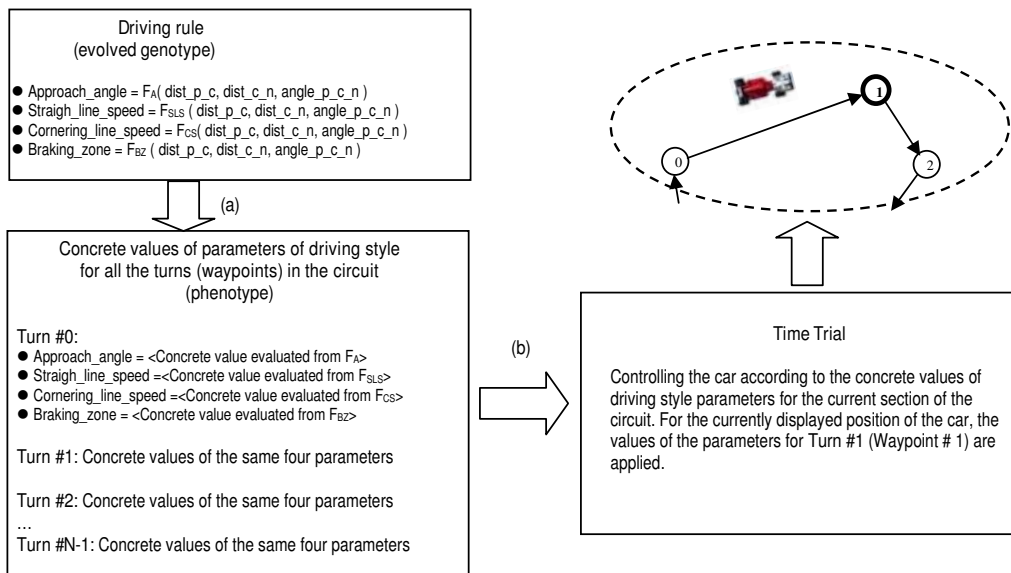 Driving rule
(evolved genotype)
● Approach_angle = FA( dist_p_c, dist_c_n, angle_p_c_n )
● Straigh_line_speed = FSLS ( dist_p_c, dist_c_n, angle_p_c_n )
● Cornering_line_speed = FCS( dist_p_c, dist_c_n, angle_p_c_n )
● Braking_zone = FBZ ( dist_p_c, dist_c_n, angle_p_c_n )
(a)
Concrete values of parameters of driving style
for all the turns (waypoints) in the circuit
(phenotype)
Turn #0:
● Approach_angle = <Concrete value evaluated from FA>
● Straigh_line_speed =<Concrete value evaluated from FSLS>
● Cornering_line_speed =<Concrete value evaluated from FCS>
● Braking_zone = <Concrete value evaluated from FBZ>
Turn #1: Concrete values of the same four parameters
Turn #2: Concrete values of the same four parameters
...
Turn #N-1: Concrete values of the same four parameters
(b)
Time Trial
Controlling the car according to the concrete values of
driving style parameters for the current section of the
circuit. For the currently displayed position of the car, the
values of the parameters for Turn #1 (Waypoint # 1) are
applied.
0
1
2